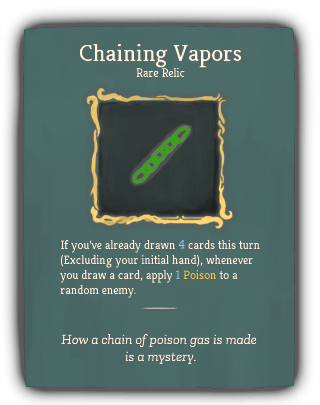 Chaining Vapors
Rare Relic
If you've already drawn 4 cards this turn
(Excluding your initial hand), whenever
you draw a card, apply 1 Poison to a
random enemy.
How a chain of poison gas is made
is a mystery.